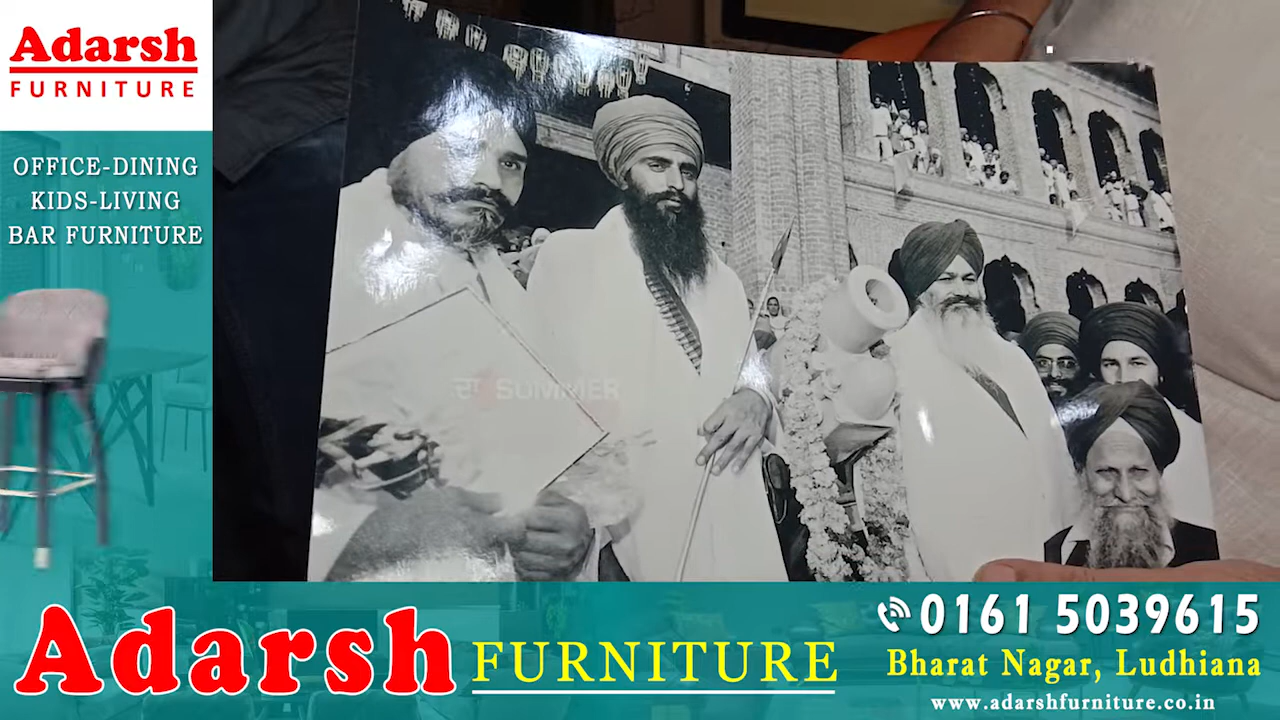 Adarsh
FURNITURE
OFFICE-DINING
KIDS-LIVING
BAR FURNITURE
ਦਾ SUMMER
Adarsh
FURNITURE
0161 5039615
Bharat Nagar, Ludhiana
www.adarshfurniture.co.in